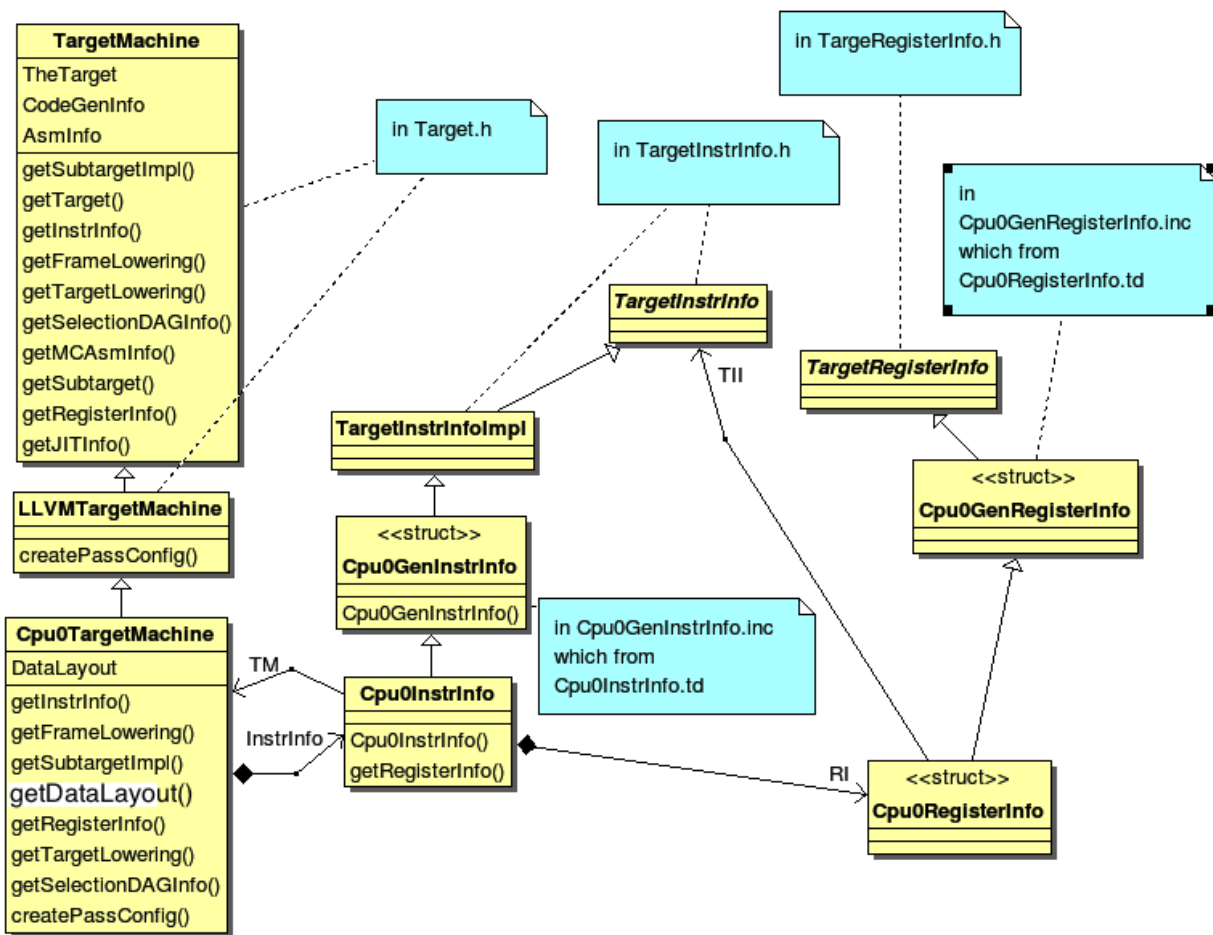 TargetMachine
TheTarget
CodeGenInfo
AsmInfo
getSubtargetImpl()
getTarget()
getInstrInfo()
getFrameLowering()
getTargetLowering()
getSelectionDAGInfo()
getMCAsmInfo()
getSubtarget()
getRegisterInfo()
getJITInfo()
LLVMTargetMachine
createPassConfig()
Cpu0TargetMachine
DataLayout
getInstrInfo()
getFrameLowering()
getSubtargetImpl()
getDataLayout()
getRegisterInfo()
getTargetLowering()
getSelectionDAGInfo()
createPassConfig()
TM
InstrInfo
in Target.h
in TargetInstrInfo.h
TargetInstrInfo
TII
TargetInstrInfoImpl
<<struct>>
Cpu0GenInstrInfo
Cpu0GenInstrInfo()
in Cpu0GenInstrInfo.inc
which from
Cpu0InstrInfo.td
Cpu0InstrInfo
Cpu0InstrInfo()
getRegisterInfo()
RI
in TargeRegisterInfo.h
in
Cpu0GenRegisterInfo.inc
which from
Cpu0RegisterInfo.td
TargetRegisterInfo
<<struct>>
Cpu0GenRegisterInfo
<<struct>>
Cpu0RegisterInfo